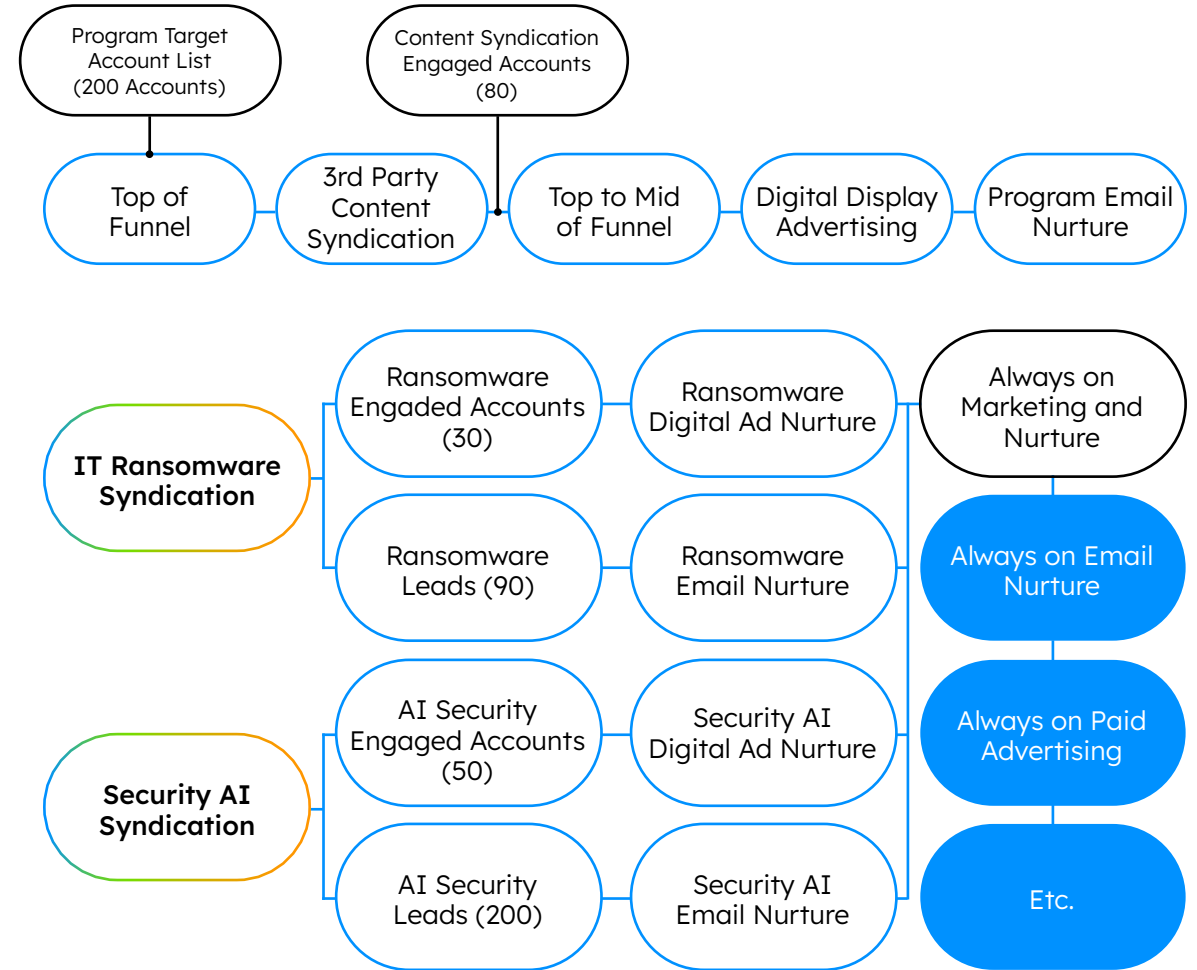 Program Target
Account List
(200 Accounts)
Content Syndication
Engaged Accounts
(80)
Top of
Funnel
3rd Party
Content
Syndication
Top to Mid
of Funnel
Digital Display
Advertising
Program Email
Nurture
IT Ransomware
Syndication
Ransomware
Engaded Accounts
(30)
Ransomware
Digital Ad Nurture
Always on
Marketing and
Nurture
Ransomware
Leads (90)
Ransomware
Email Nurture
Always on Email
Nurture
Security AI
Syndication
AI Security
Engaged Accounts
(50)
Security AI
Digital Ad Nurture
Always on Paid
Advertising
AI Security
Leads (200)
Security AI
Email Nurture
Etc.